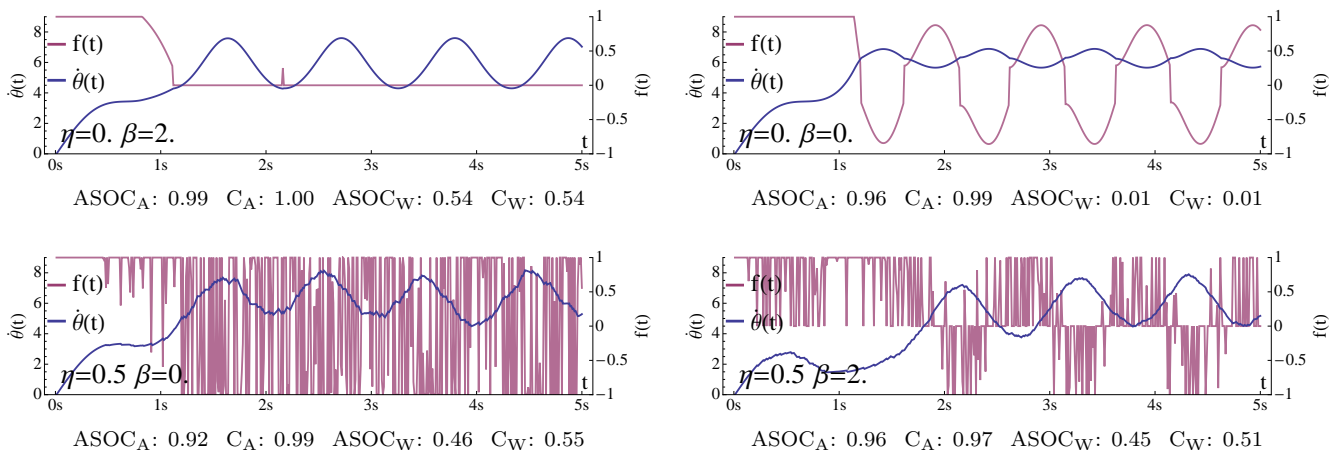 f(t)
θ̇(t)
η=0. β=2.
θ̇(t)
0 2 4 6 8
f(t)
-1 -0.5 0 0.5 1
0s 1s 2s 3s 4s 5s
t
ASOC_A: 0.99 C_A: 1.00 ASOC_W: 0.54 C_W: 0.54
f(t)
θ̇(t)
η=0. β=0.
θ̇(t)
0 2 4 6 8
f(t)
-1 -0.5 0 0.5 1
0s 1s 2s 3s 4s 5s
t
ASOC_A: 0.96 C_A: 0.99 ASOC_W: 0.01 C_W: 0.01
f(t)
θ̇(t)
η=0.5 β=0.
θ̇(t)
0 2 4 6 8
f(t)
-1 -0.5 0 0.5 1
0s 1s 2s 3s 4s 5s
t
ASOC_A: 0.92 C_A: 0.99 ASOC_W: 0.46 C_W: 0.55
f(t)
θ̇(t)
η=0.5 β=2.
θ̇(t)
0 2 4 6 8
f(t)
-1 -0.5 0 0.5 1
0s 1s 2s 3s 4s 5s
t
ASOC_A: 0.96 C_A: 0.97 ASOC_W: 0.45 C_W: 0.51